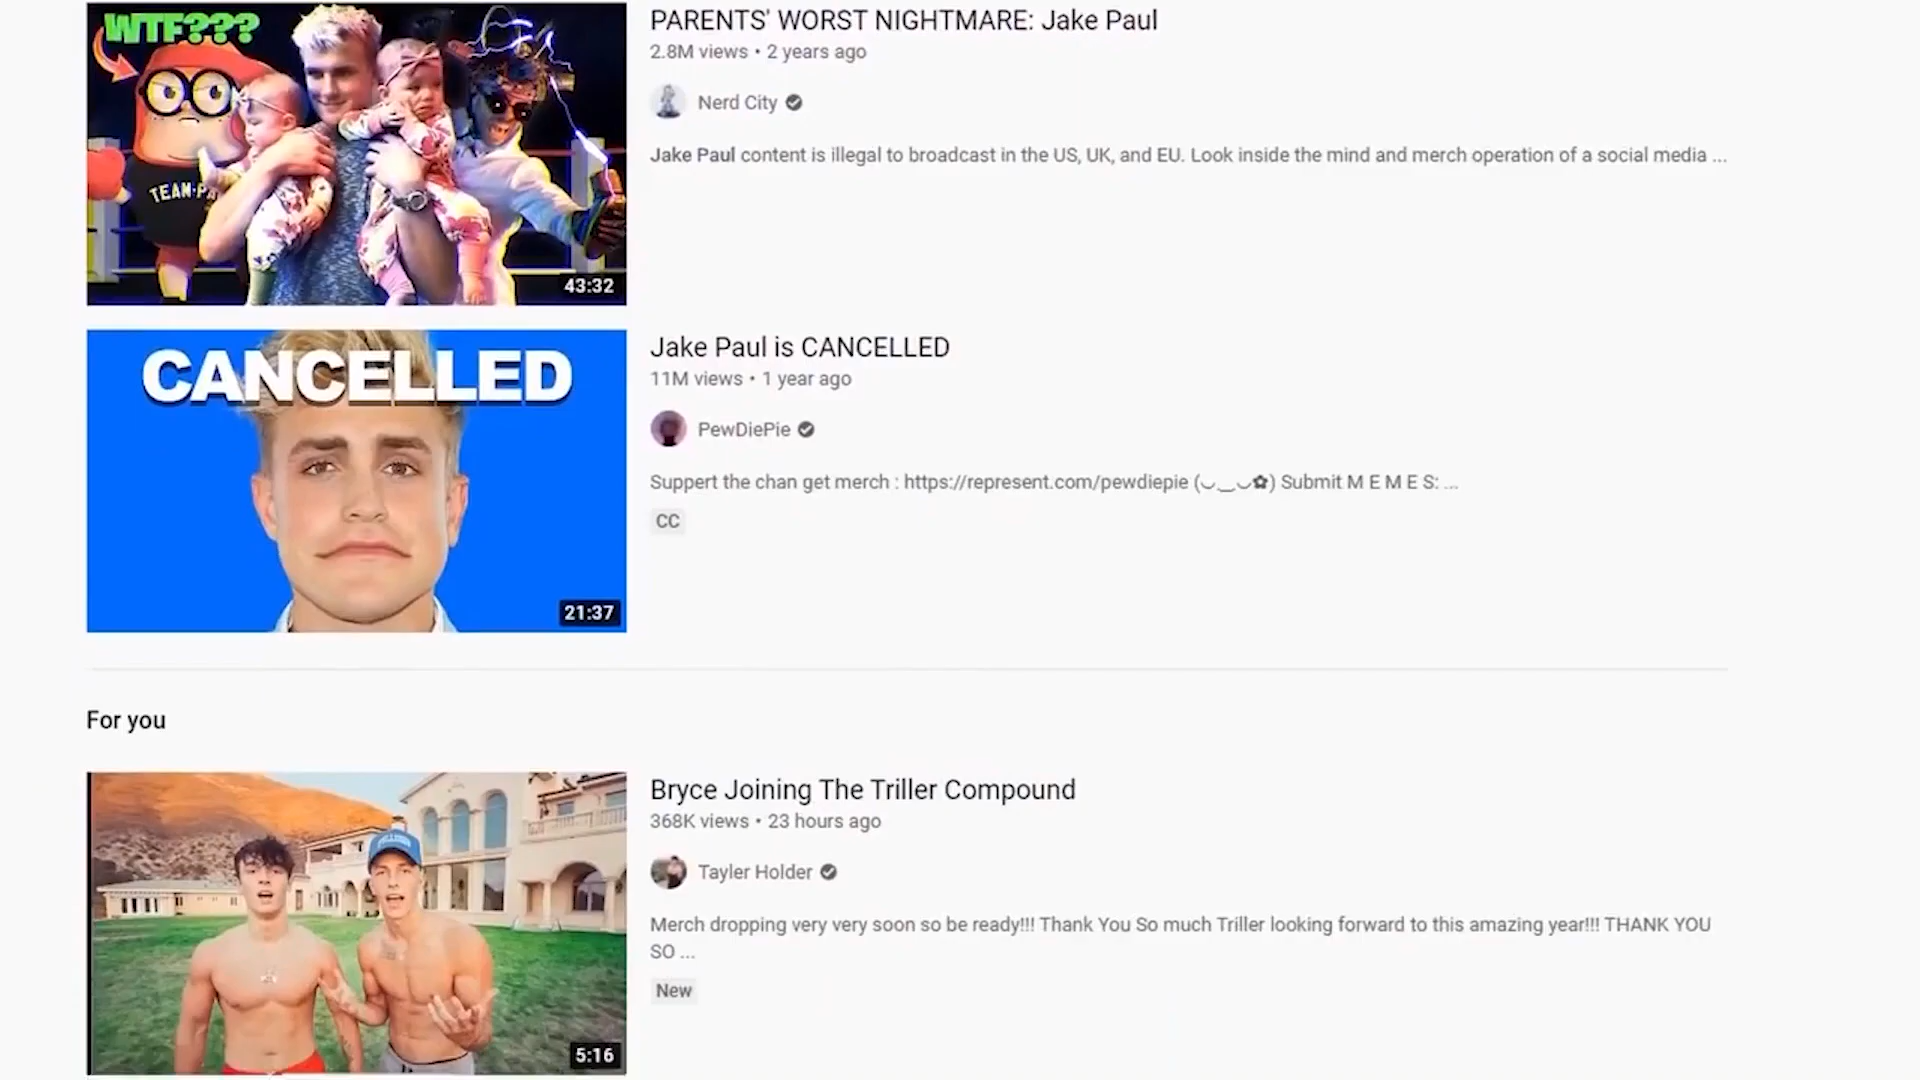 WTF???
TEAM
43:32
PARENTS' WORST NIGHTMARE: Jake Paul
2.8M views • 2 years ago
Nerd City
Jake Paul content is illegal to broadcast in the US, UK, and EU. Look inside the mind and merch operation of a social media ...
CANCELLED
21:37
Jake Paul is CANCELLED
11M views • 1 year ago
PewDiePie
Suppert the chan get merch : https://represent.com/pewdiepie (◡‿◡✿) Submit M E M E S: ...
CC
For you
5:16
Bryce Joining The Triller Compound
368K views • 23 hours ago
Tayler Holder
Merch dropping very very soon so be ready!!! Thank You So much Triller looking forward to this amazing year!!! THANK YOU
SO ...
New